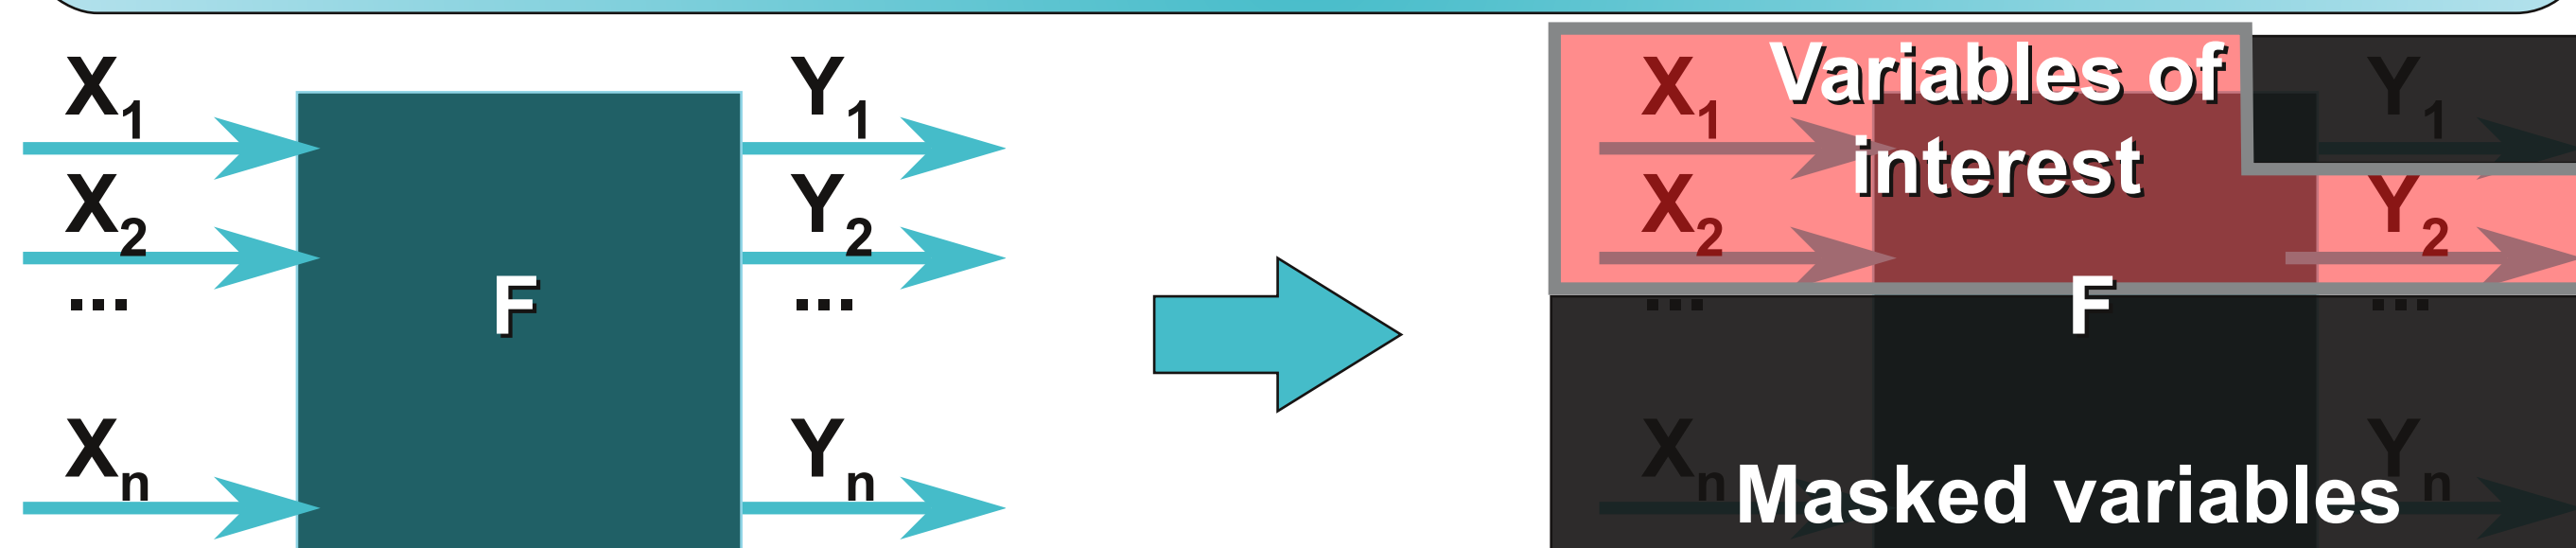 X1
X2
...
Xn
F
Y1
Y2
...
Yn
Variables of
interest
X1
X2
...
Xn
F
Y1
Y2
...
Yn
Masked variables